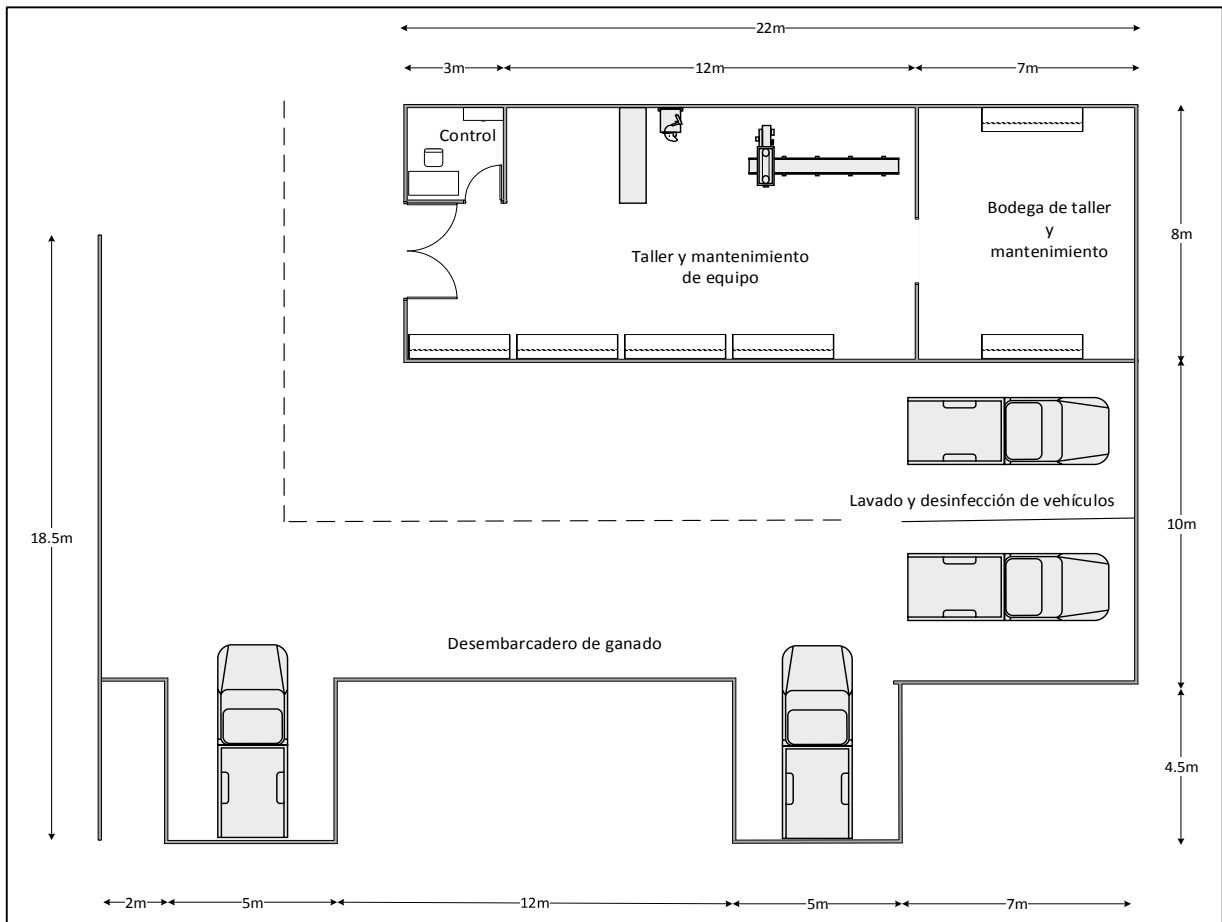 22m
3m
12m
7m
Control
Bodega de taller
y
mantenimiento
8m
Taller y mantenimiento
de equipo
Lavado y desinfección de vehículos
18.5m
10m
Desembarcadero de ganado
4.5m
2m
5m
12m
5m
7m